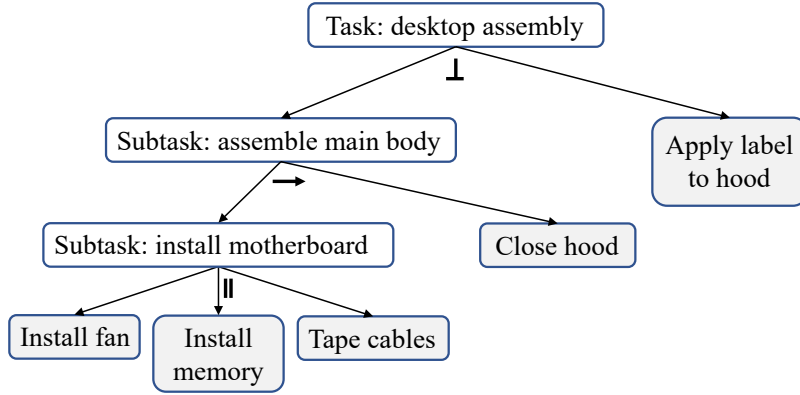 Task: desktop assembly
⊥
Subtask: assemble main body
Apply label
to hood
→
Subtask: install motherboard
Close hood
||
Install fan
Install
memory
Tape cables